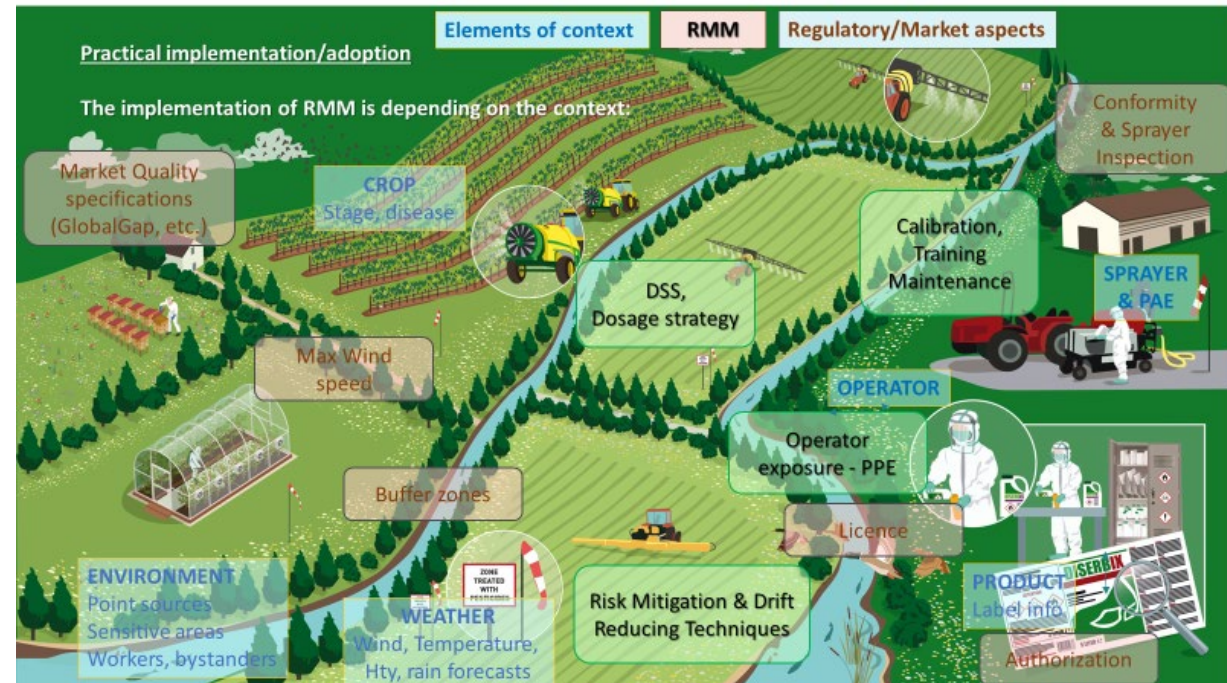 Elements of context
RMM
Regulatory/Market aspects
Practical implementation/adoption
The implementation of RMM is depending on the context:
Conformity
& Sprayer
Inspection
Market Quality
specifications
(GlobalGap, etc.)
CROP
Stage, disease
Calibration,
Training
Maintenance
DSS,
Dosage strategy
SPRAYER
& PAE
Max Wind
speed
OPERATOR
Operator
exposure - PPE
Buffer zones
Licence
ENVIRONMENT
Point sources
Sensitive areas
Workers, bystanders
ZONE
TREATED
WITH
PESTICIDES
WEATHER
Wind, Temperature,
Hty, rain forecasts
Risk Mitigation & Drift
Reducing Techniques
PRODUCT
Label info
SERBIX
Authorization